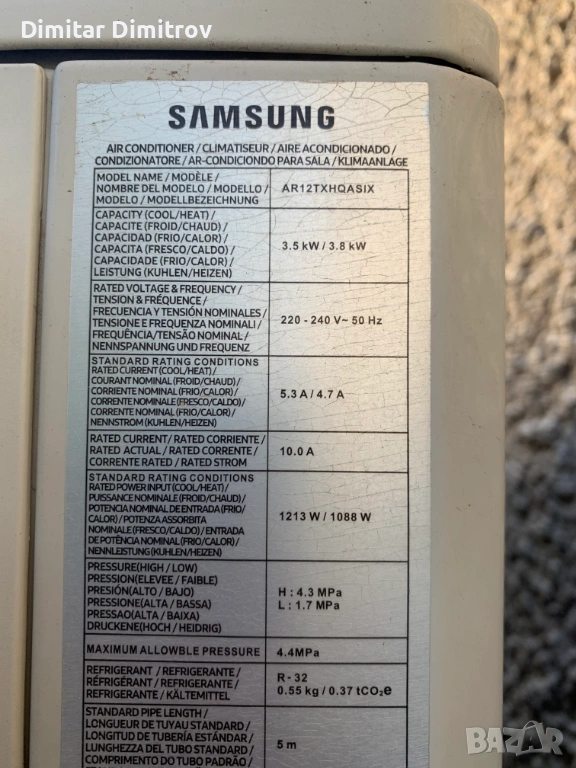 Dimitar Dimitrov
SAMSUNG
AIR CONDITIONER / CLIMATISEUR / AIRE ACONDICIONADO /
CONDIZIONATORE / AR-CONDICIONDO PARA SALA / KLIMAANLAGE
MODEL NAME / MODÈLE /
NOMBRE DEL MODELO / MODELLO /
MODELO / MODELLBEZEICHNUNG
AR12TXHQASIX
CAPACITY (COOL/HEAT) /
CAPACITE (FROID/CHAUD) /
CAPACIDAD (FRIO/CALOR) /
CAPACITA (FRESCO/CALDO) /
CAPACIDADE (FRIO/CALOR) /
LEISTUNG (KUHLEN/HEIZEN)
3.5 kW / 3.8 kW
RATED VOLTAGE & FREQUENCY /
TENSION & FRÉQUENCE /
FRECUENCIA Y TENSIÓN NOMINALES /
TENSIONE E FREQUENZA NOMINALI /
FREQUÊNCIA/TENSÃO NOMINAL /
NENNSPANNUNG UND FREQUENZ
220 - 240 V~ 50 Hz
STANDARD RATING CONDITIONS
RATED CURRENT (COOL/HEAT) /
COURANT NOMINAL (FROID/CHAUD) /
CORRIENTE NOMINAL (FRIO/CALOR) /
CORRENTE NOMINALE (FRESCO/CALDO) /
CORRENTE NOMINAL (FRIO/CALOR) /
NENNSTROM (KUHLEN/HEIZEN)
5.3 A / 4.7 A
RATED CURRENT / RATED CORRIENTE /
RATED ACTUAL / RATED CORRENTE /
CORRENTE RATED / RATED STROM
10.0 A
STANDARD RATING CONDITIONS
RATED POWER INPUT (COOL/HEAT) /
PUISSANCE NOMINALE (FROID/CHAUD) /
POTENCIA NOMINAL DE ENTRADA (FRIO/
CALOR) / POTENZA ASSORBITA
NOMINALE (FRESCO/CALDO) / ENTRADA
DE POTÊNCIA NOMINAL (FRIO/CALOR) /
NENNLEISTUNG (KUHLEN/HEIZEN)
1213 W / 1088 W
PRESSURE(HIGH / LOW)
PRESSION(ELEVEE / FAIBLE)
PRESIÓN(ALTO / BAJO)
PRESSIONE(ALTA / BASSA)
PRESSAO(ALTA / BAIXA)
DRUCKENE(HOCH / HEIDRIG)
H : 4.3 MPa
L : 1.7 MPa
MAXIMUM ALLOWBLE PRESSURE
4.4MPa
REFRIGERANT / REFRIGERANTE /
RÉFRIGÉRANT / REFRIGERANTE /
REFRIGERANTE / KÄLTEMITTEL
R - 32
0.55 kg / 0.37 tCO₂e
STANDARD PIPE LENGTH /
LONGUEUR DE TUYAU STANDARD /
LONGITUD DE TUBERÍA ESTÁNDAR /
LUNGHEZZA DEL TUBO STANDARD /
COMPRIMENTO DO TUBO PADRÃO /
5 m
BAZAR